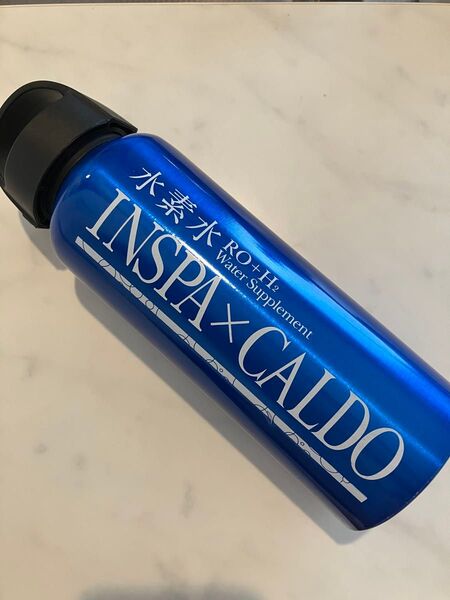 水素水 RO+H₂
Water Supplement
INSPA×CALDO